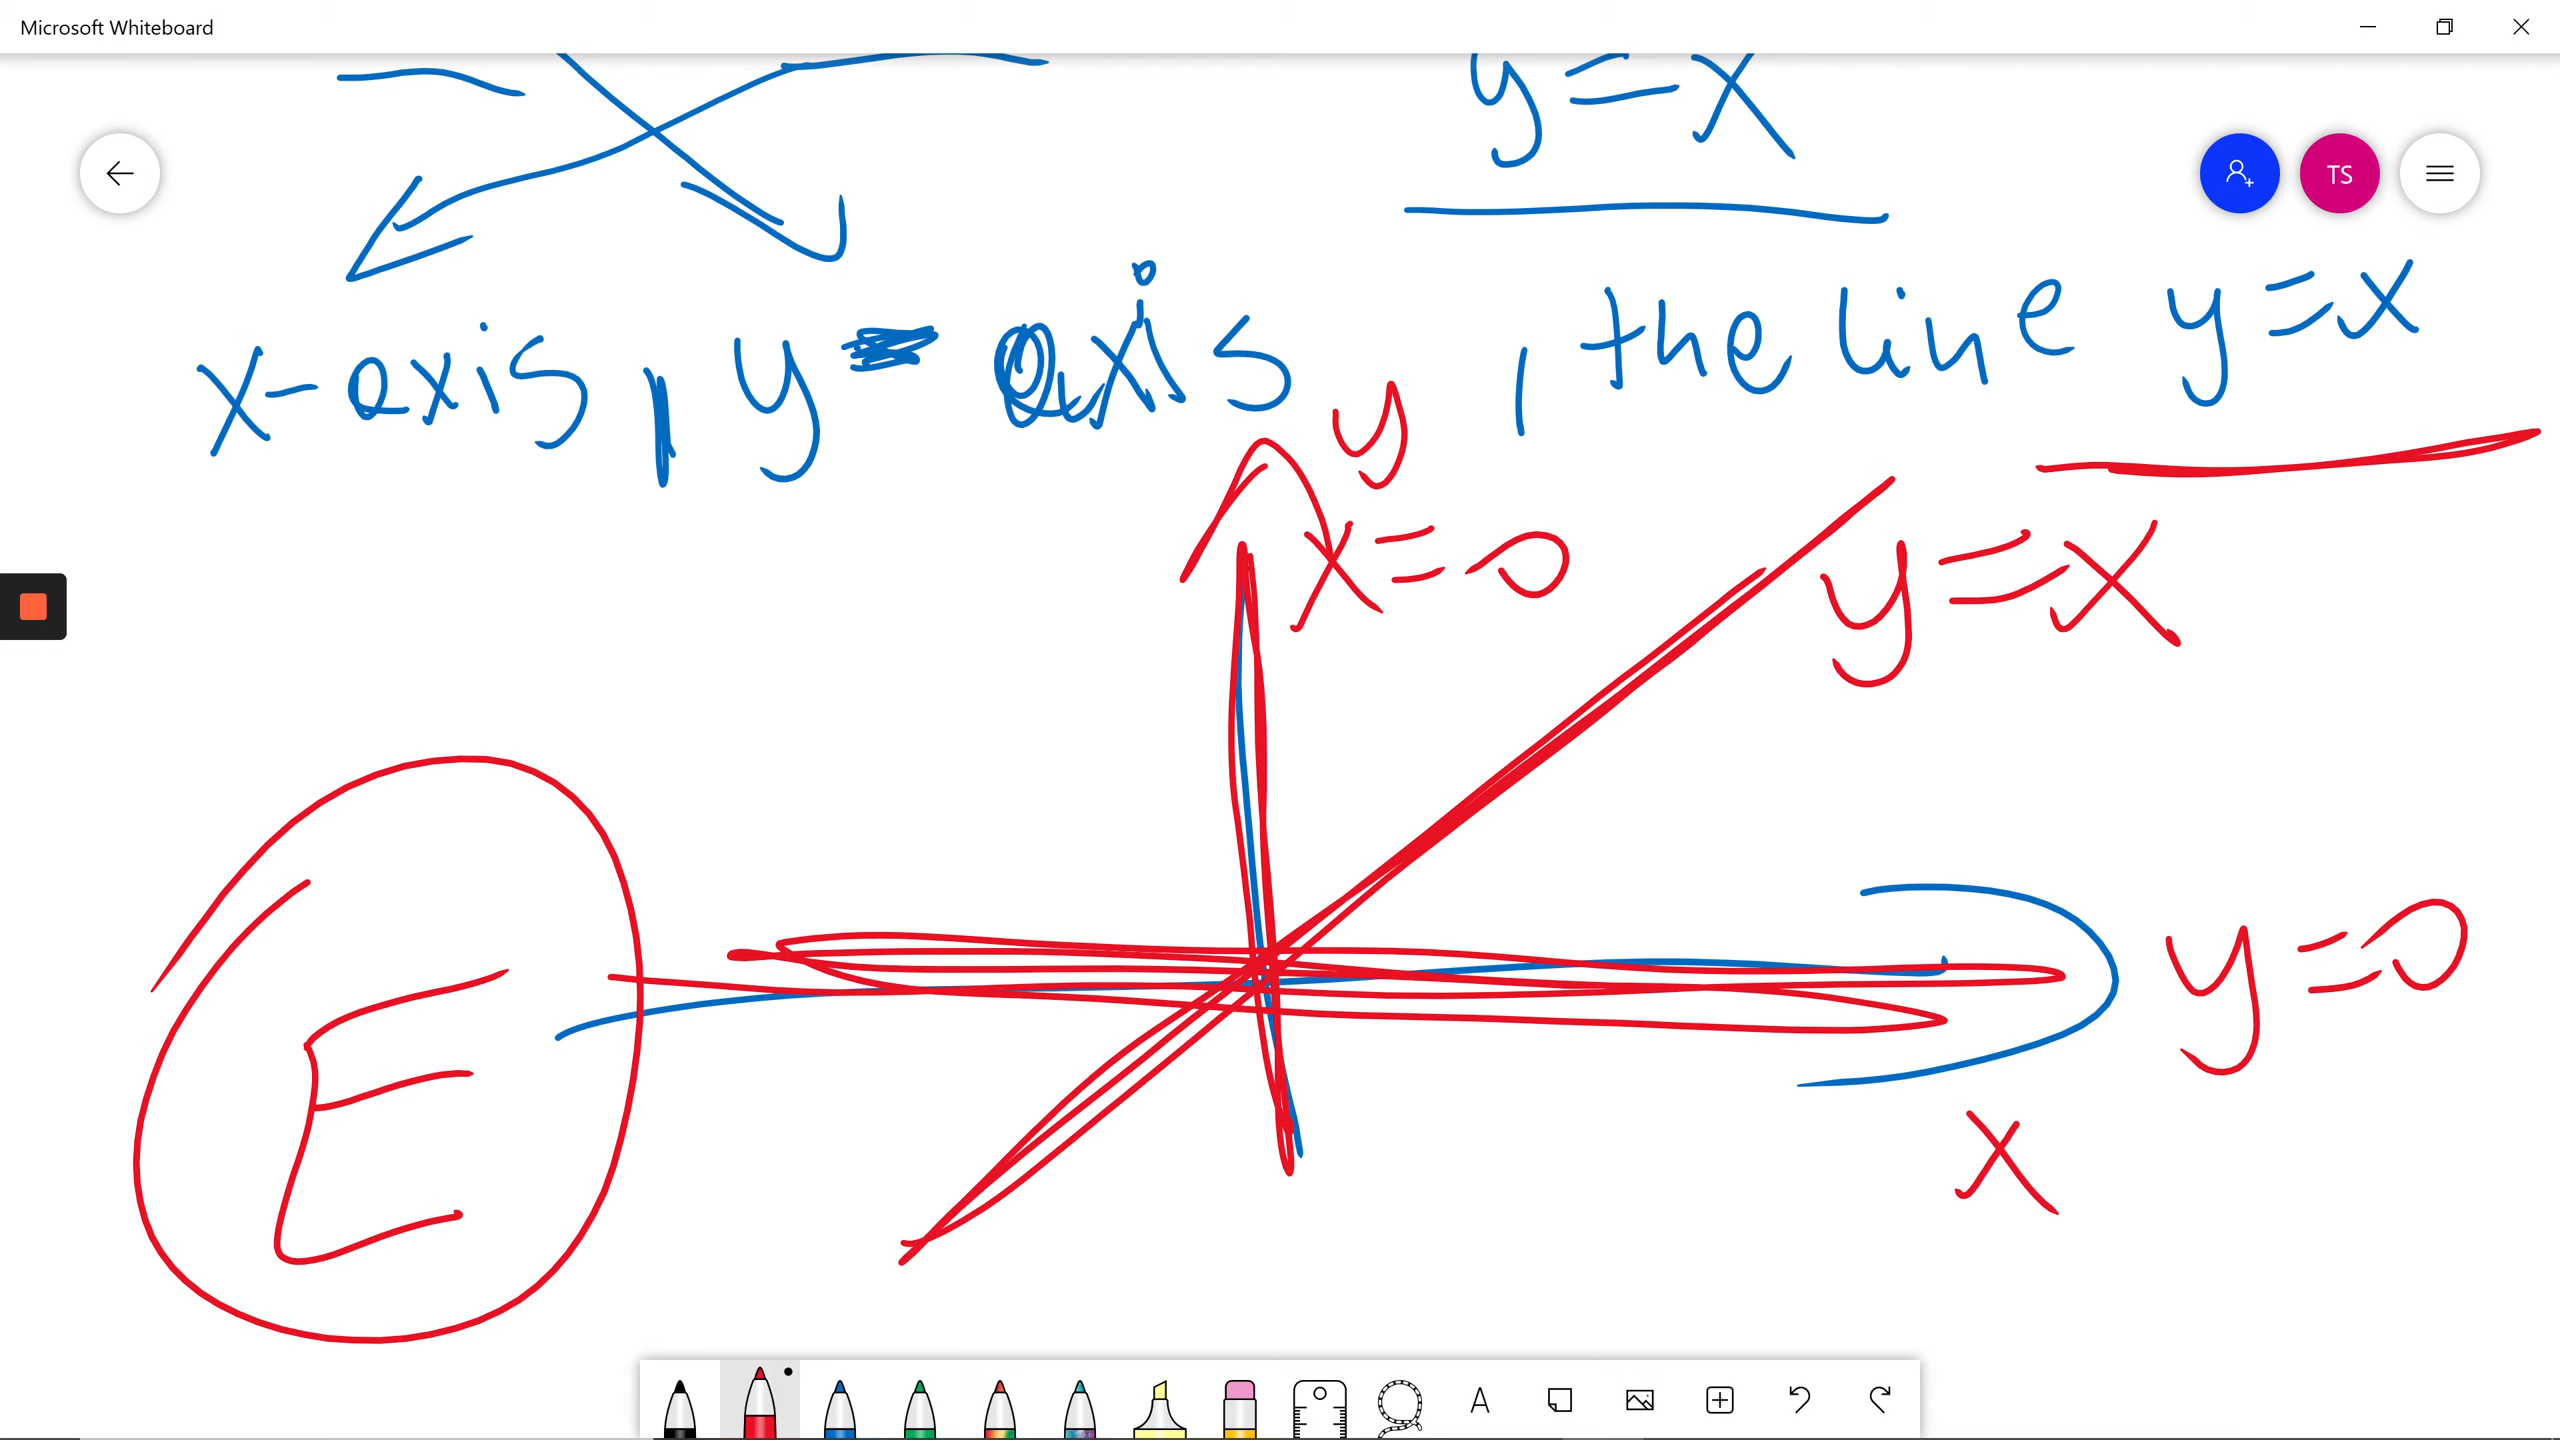 Microsoft Whiteboard
y=x
TS
x-axis, y-axis, the line y=x
y
x=0
y=x
y=0
E
x
A